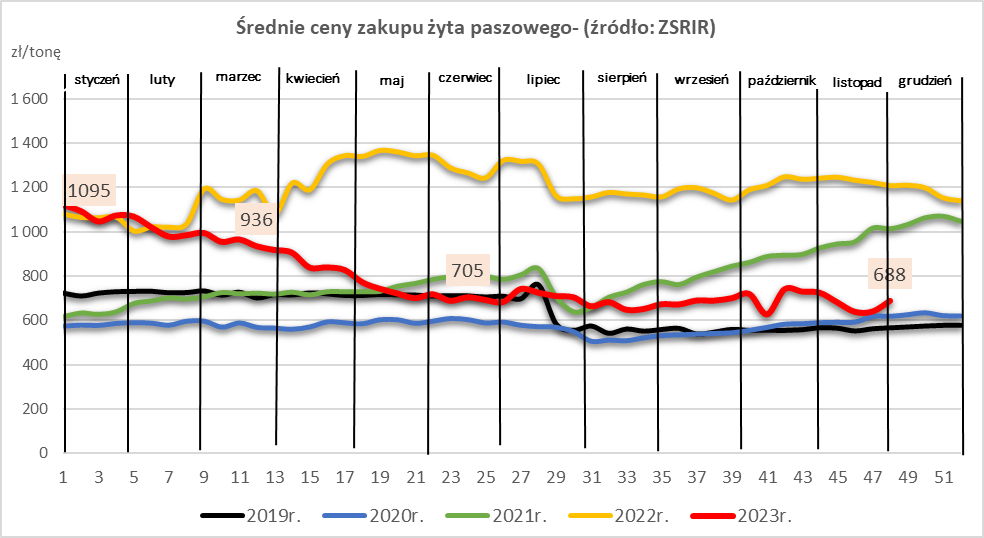 Średnie ceny zakupu żyta paszowego- (źródło: ZSRIR)
zł/tonę
styczeń luty marzec kwiecień maj czerwiec lipiec sierpień wrzesień październik listopad grudzień
1 600
1 400
1 200
1 000
800
600
400
200
0
1095
936
705
688
1 3 5 7 9 11 13 15 17 19 21 23 25 27 29 31 33 35 37 39 41 43 45 47 49 51
2019r. 2020r. 2021r. 2022r. 2023r.